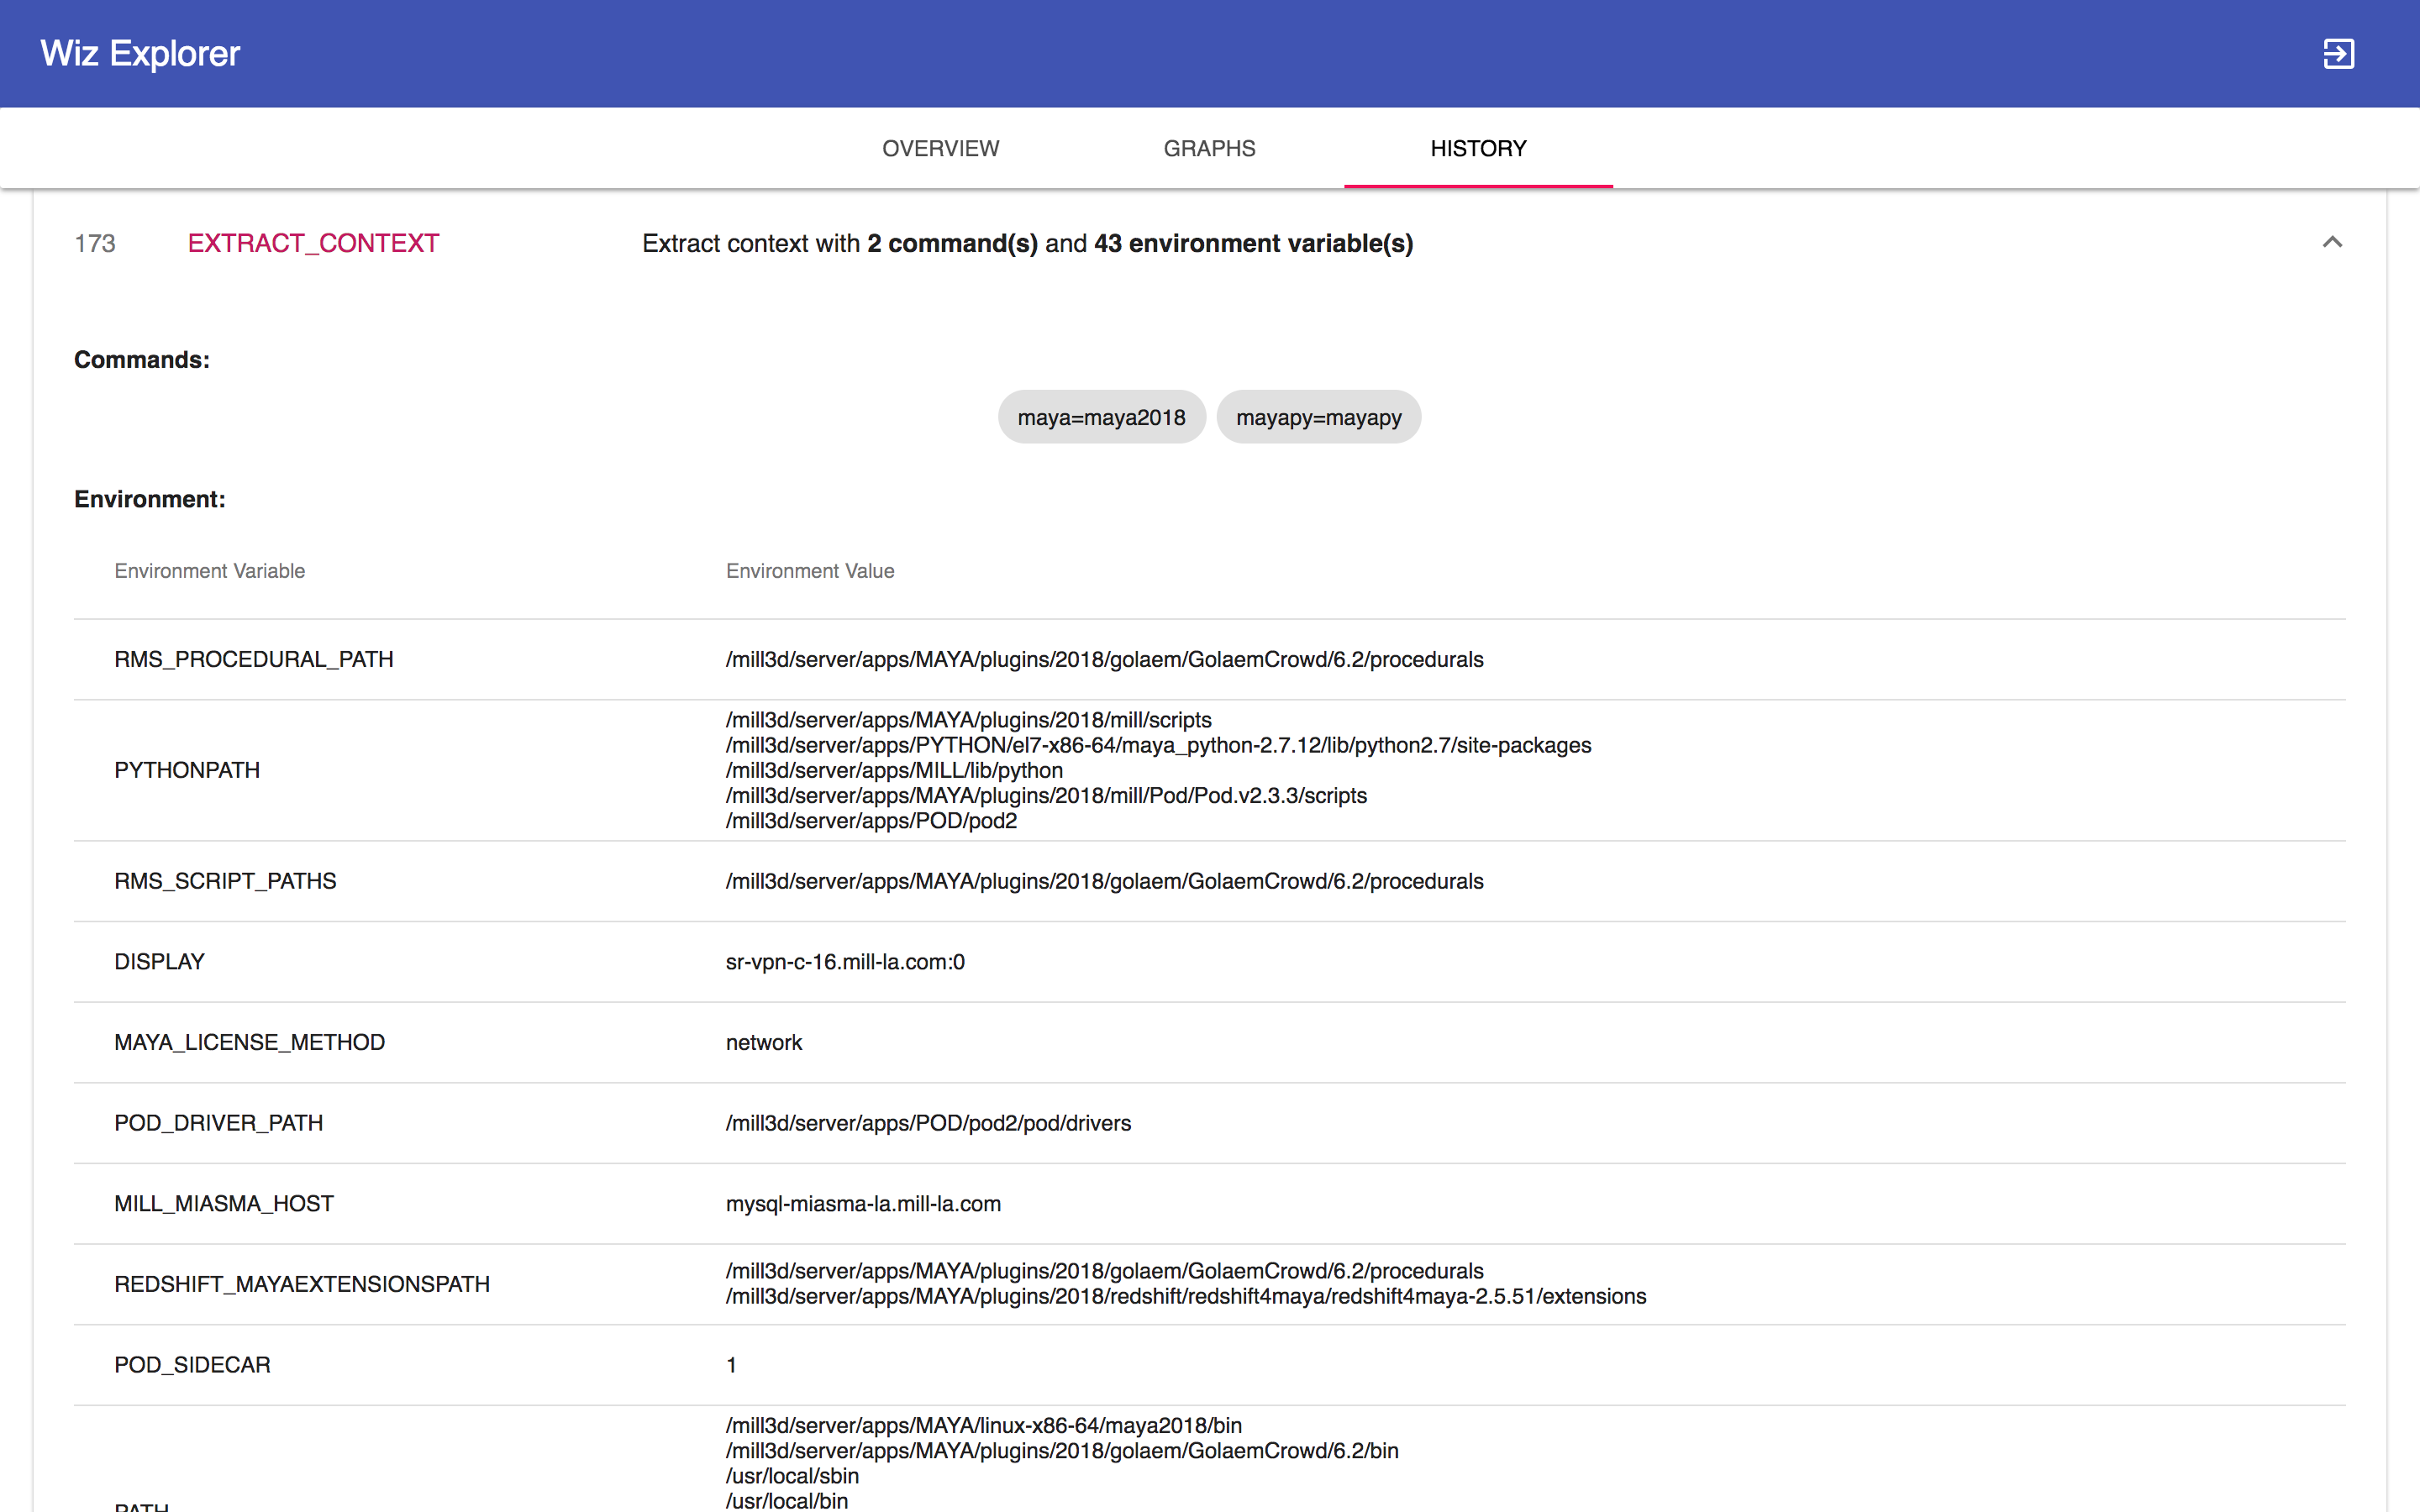 Wiz Explorer
OVERVIEW GRAPHS HISTORY
173 EXTRACT_CONTEXT Extract context with 2 command(s) and 43 environment variable(s)
Commands:
maya=maya2018 mayapy=mayapy
Environment:
Environment Variable Environment Value
RMS_PROCEDURAL_PATH /mill3d/server/apps/MAYA/plugins/2018/golaem/GolaemCrowd/6.2/procedurals
/mill3d/server/apps/MAYA/plugins/2018/mill/scripts
/mill3d/server/apps/PYTHON/el7-x86-64/maya_python-2.7.12/lib/python2.7/site-packages
PYTHONPATH /mill3d/server/apps/MILL/lib/python
/mill3d/server/apps/MAYA/plugins/2018/mill/Pod/Pod.v2.3.3/scripts
/mill3d/server/apps/POD/pod2
RMS_SCRIPT_PATHS /mill3d/server/apps/MAYA/plugins/2018/golaem/GolaemCrowd/6.2/procedurals
DISPLAY sr-vpn-c-16.mill-la.com:0
MAYA_LICENSE_METHOD network
POD_DRIVER_PATH /mill3d/server/apps/POD/pod2/pod/drivers
MILL_MIASMA_HOST mysql-miasma-la.mill-la.com
REDSHIFT_MAYAEXTENSIONSPATH /mill3d/server/apps/MAYA/plugins/2018/golaem/GolaemCrowd/6.2/procedurals
/mill3d/server/apps/MAYA/plugins/2018/redshift/redshift4maya/redshift4maya-2.5.51/extensions
POD_SIDECAR 1
/mill3d/server/apps/MAYA/linux-x86-64/maya2018/bin
/mill3d/server/apps/MAYA/plugins/2018/golaem/GolaemCrowd/6.2/bin
/usr/local/sbin
/usr/local/bin
PATH